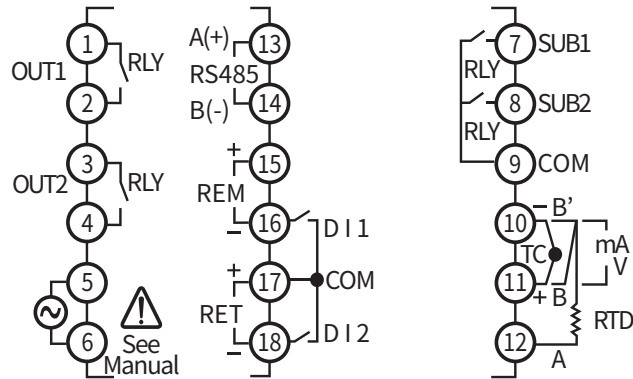 1
OUT1
RLY
2
3
OUT2
RLY
4
5
6
See
Manual
A(+)
13
RS485
B(-)
14
+
15
REM
-
16
DI1
+
17
COM
RET
-
18
DI2
7
SUB1
RLY
8
SUB2
RLY
9
COM
10
- B'
TC
mA
V
11
+ B
RTD
12
A